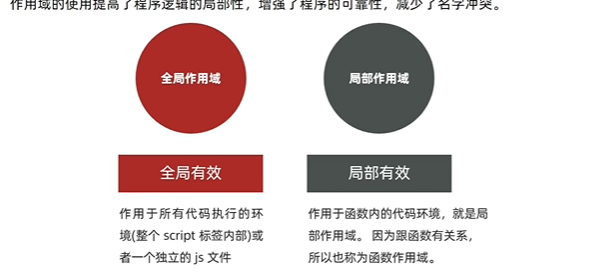 作用域的使用提高了程序逻辑的局部性，增强了程序的可靠性，减少了名字冲突。
全局作用域
局部作用域
全局有效
局部有效
作用于所有代码执行的环
境(整个 script 标签内部)或
者一个独立的 js 文件
作用于函数内的代码环境，就是局
部作用域。 因为跟函数有关系，
所以也称为函数作用域。